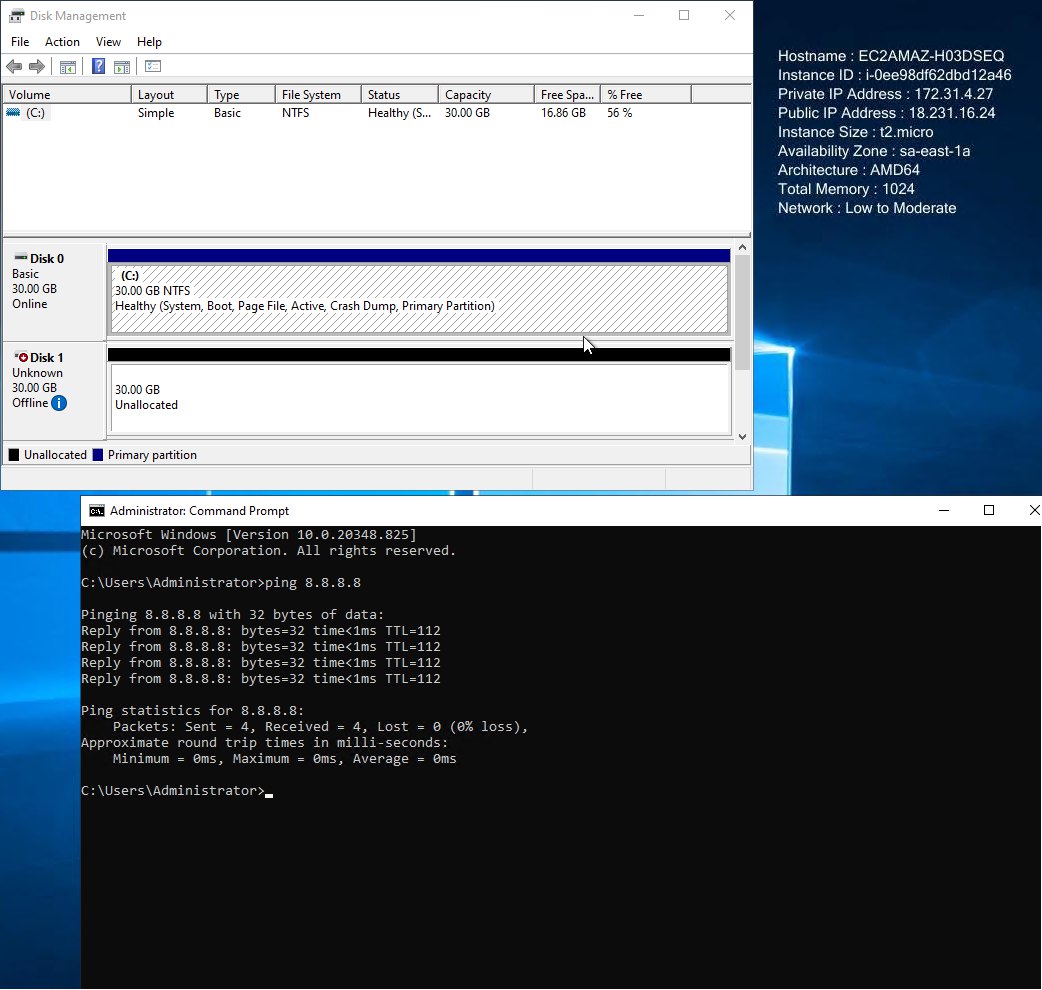 Disk Management
File Action View Help
Volume Layout Type File System Status Capacity Free Spa... % Free
(C:) Simple Basic NTFS Healthy (S... 30.00 GB 16.86 GB 56 %
Disk 0
Basic
30.00 GB
Online
(C:)
30.00 GB NTFS
Healthy (System, Boot, Page File, Active, Crash Dump, Primary Partition)
Disk 1
Unknown
30.00 GB
Offline
30.00 GB
Unallocated
Unallocated Primary partition
Hostname : EC2AMAZ-H03DSEQ
Instance ID : i-0ee98df62dbd12a46
Private IP Address : 172.31.4.27
Public IP Address : 18.231.16.24
Instance Size : t2.micro
Availability Zone : sa-east-1a
Architecture : AMD64
Total Memory : 1024
Network : Low to Moderate
Administrator: Command Prompt
Microsoft Windows [Version 10.0.20348.825]
(c) Microsoft Corporation. All rights reserved.
C:\Users\Administrator>ping 8.8.8.8
Pinging 8.8.8.8 with 32 bytes of data:
Reply from 8.8.8.8: bytes=32 time<1ms TTL=112
Reply from 8.8.8.8: bytes=32 time<1ms TTL=112
Reply from 8.8.8.8: bytes=32 time<1ms TTL=112
Reply from 8.8.8.8: bytes=32 time<1ms TTL=112
Ping statistics for 8.8.8.8:
Packets: Sent = 4, Received = 4, Lost = 0 (0% loss),
Approximate round trip times in milli-seconds:
Minimum = 0ms, Maximum = 0ms, Average = 0ms
C:\Users\Administrator>